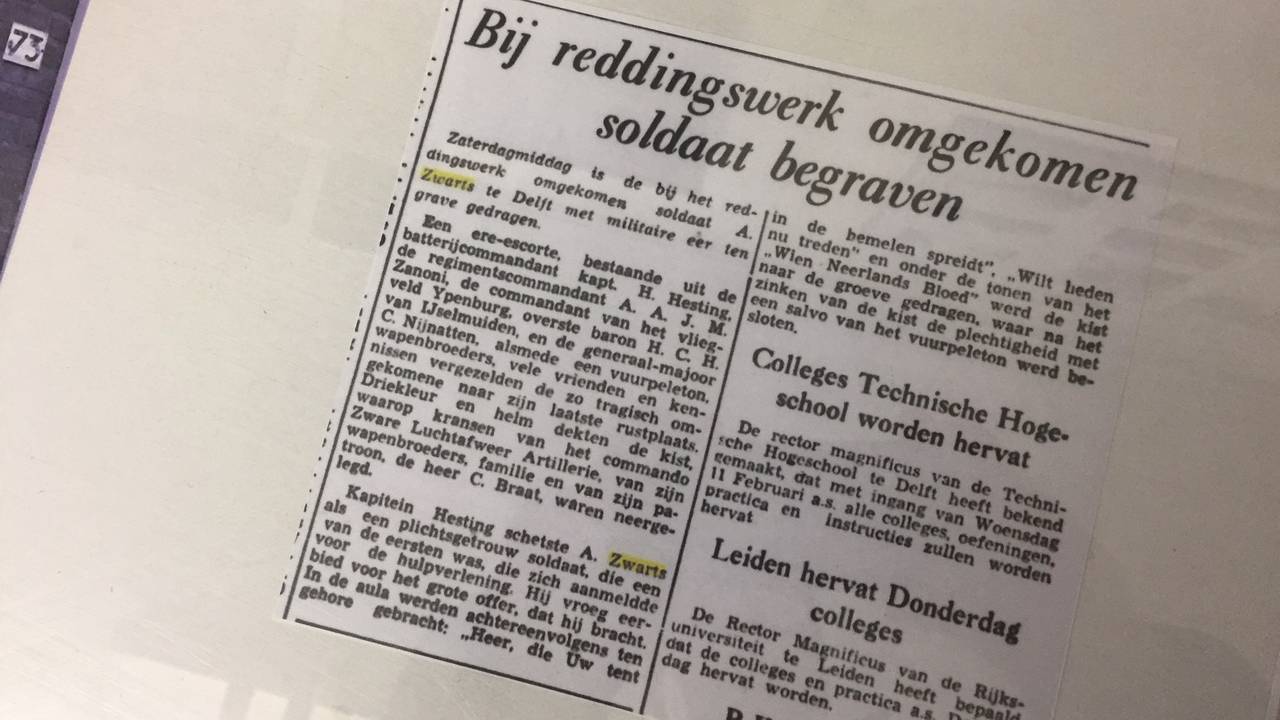 73
Bij reddingswerk omgekomen
soldaat begraven
Zaterdagmiddag is de bij het red-
dingswerk omgekomen soldaat A.
Zwarts te Delft met militaire eer ten
grave gedragen.
Een ere-escorte, bestaande uit de
batterijcommandant kapt. H. Hesting,
de regimentscommandant A. A. J. M.
Zanoni, de commandant van het vlieg-
veld Ypenburg, overste baron H. C. H.
van IJselmuiden, en de generaal-majoor
C. Nijnatten, alsmede een vuurpeleton,
wapenbroeders, vele vrienden en ken-
nissen vergezelden de zo tragisch om-
gekomene naar zijn laatste rustplaats.
Driekleur en helm dekten de kist,
waarop kransen van het commando
Zware Luchtafweer Artillerie, van zijn
wapenbroeders, familie en van zijn pa-
troon, de heer C. Braat, waren neerge-
legd.
Kapitein Hesting schetste A. Zwarts
als een plichtsgetrouw soldaat, die een
van de eersten was, die zich aanmeldde
voor de hulpverlening. Hij vroeg eer-
bied voor het grote offer, dat hij bracht.
In de aula werden achtereenvolgens ten
gehore gebracht: „Heer, die Uw tent
in de bemelen spreidt", „Wilt heden
nu treden" en onder de tonen van het
„Wien Neerlands Bloed" werd de kist
naar de groeve gedragen, waar na het
zinken van de kist de plechtigheid met
een salvo van het vuurpeleton werd be-
sloten.
Colleges Technische Hoge-
school worden hervat
De rector magnificus van de Techni-
sche Hogeschool te Delft heeft bekend
gemaakt, dat met ingang van Woensdag
11 Februari a.s. alle colleges, oefeningen,
practica en instructies zullen worden
hervat
Leiden hervat Donderdag
colleges
De Rector Magnificus van de Rijks-
universiteit te Leiden heeft bepaald
dat de colleges en practica a.s.
dag hervat worden.